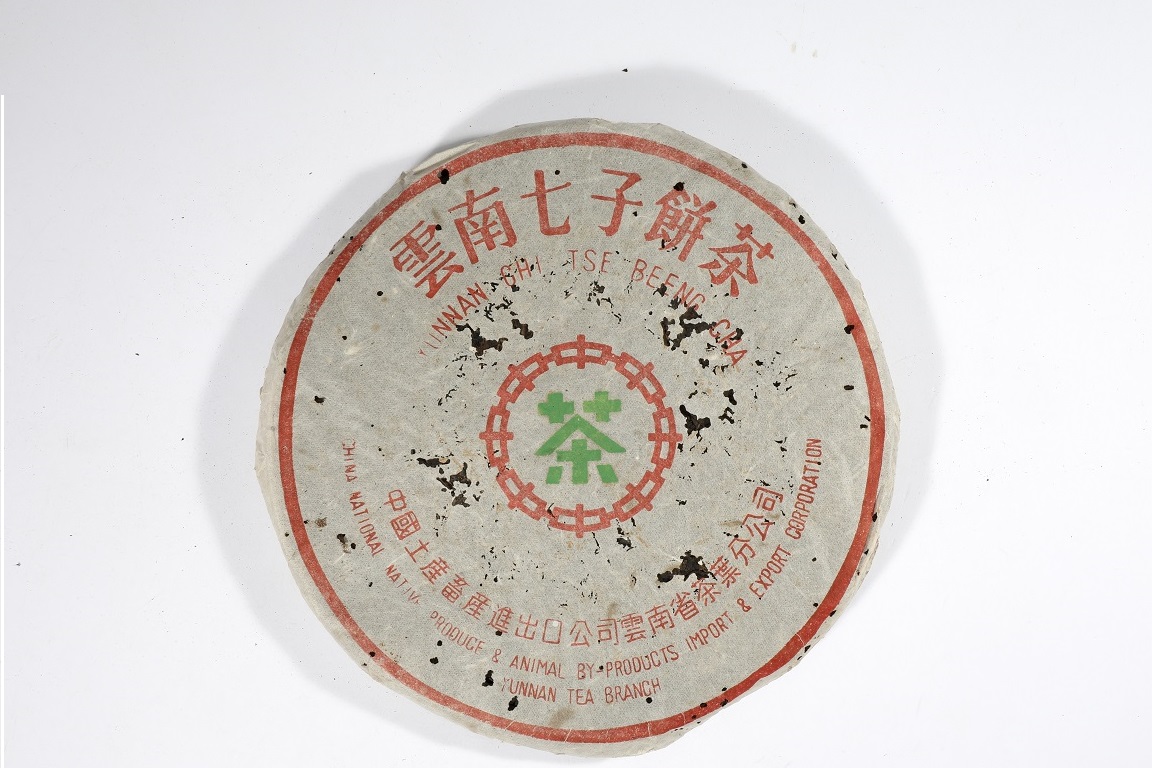 雲南七子餅茶
YUNNAN CHI TSE BEENG CHA
茶
中國土産畜産進出口公司雲南省茶葉分公司
CHINA NATIONAL NATIVE PRODUCE & ANIMAL BY-PRODUCTS IMPORT & EXPORT CORPORATION
YUNNAN TEA BRANCH